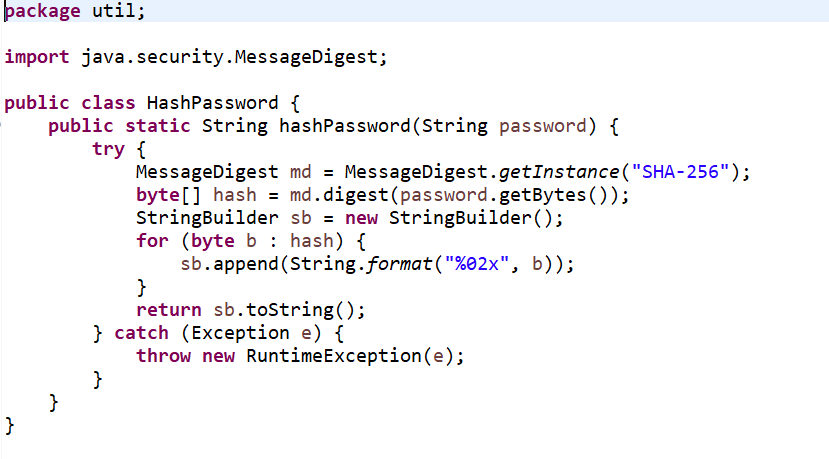 package util;
import java.security.MessageDigest;
public class HashPassword {
public static String hashPassword(String password) {
try {
MessageDigest md = MessageDigest.getInstance("SHA-256");
byte[] hash = md.digest(password.getBytes());
StringBuilder sb = new StringBuilder();
for (byte b : hash) {
sb.append(String.format("%02x", b));
}
return sb.toString();
} catch (Exception e) {
throw new RuntimeException(e);
}
}
}